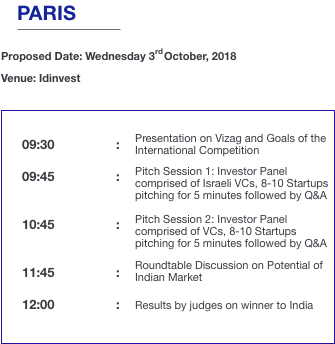 PARIS
Proposed Date: Wednesday 3rd October, 2018
Venue: Idinvest
09:30 : Presentation on Vizag and Goals of the
International Competition
09:45 : Pitch Session 1: Investor Panel
comprised of Israeli VCs, 8-10 Startups
pitching for 5 minutes followed by Q&A
10:45 : Pitch Session 2: Investor Panel
comprised of VCs, 8-10 Startups
pitching for 5 minutes followed by Q&A
11:45 : Roundtable Discussion on Potential of
Indian Market
12:00 : Results by judges on winner to India